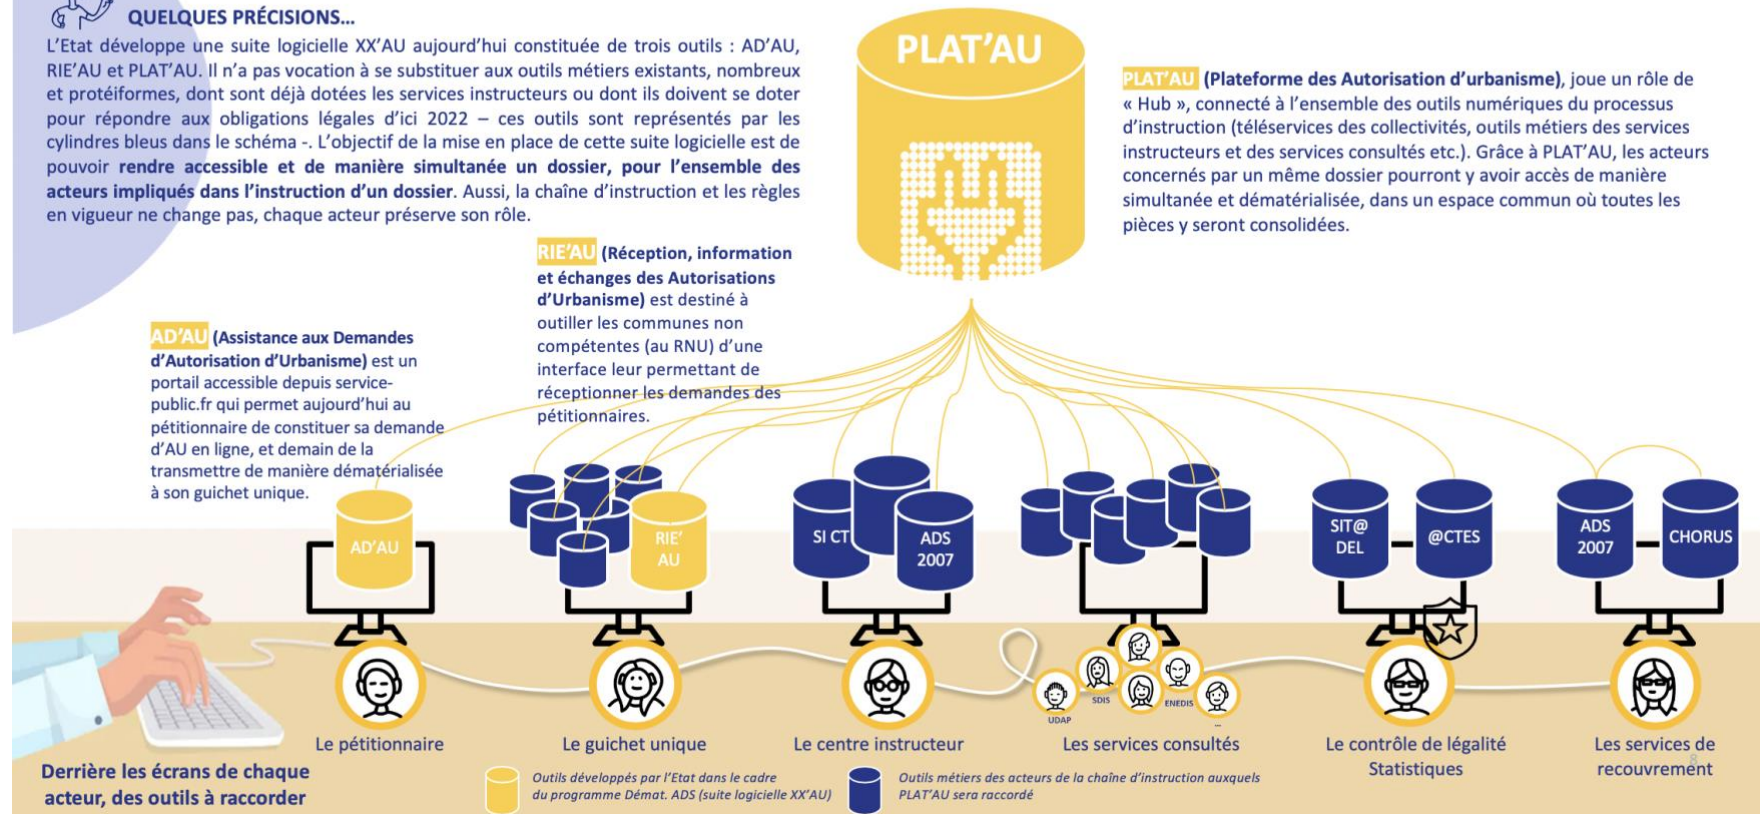 QUELQUES PRÉCISIONS...
L'Etat développe une suite logicielle XX'AU aujourd'hui constituée de trois outils : AD'AU,
RIE'AU et PLAT'AU. Il n'a pas vocation à se substituer aux outils métiers existants, nombreux
et protéiformes, dont sont déjà dotées les services instructeurs ou dont ils doivent se doter
pour répondre aux obligations légales d'ici 2022 – ces outils sont représentés par les
cylindres bleus dans le schéma -. L'objectif de la mise en place de cette suite logicielle est de
pouvoir rendre accessible et de manière simultanée un dossier, pour l'ensemble des
acteurs impliqués dans l'instruction d'un dossier. Aussi, la chaîne d'instruction et les règles
en vigueur ne change pas, chaque acteur préserve son rôle.
PLAT'AU
PLAT'AU (Plateforme des Autorisation d'urbanisme), joue un rôle de
« Hub », connecté à l'ensemble des outils numériques du processus
d'instruction (téléservices des collectivités, outils métiers des services
instructeurs et des services consultés etc.). Grâce à PLAT'AU, les acteurs
concernés par un même dossier pourront y avoir accès de manière
simultanée et dématérialisée, dans un espace commun où toutes les
pièces y seront consolidées.
RIE'AU (Réception, information
et échanges des Autorisations
d'Urbanisme) est destiné à
outiller les communes non
compétentes (au RNU) d'une
interface leur permettant de
réceptionner les demandes des
pétitionnaires.
AD'AU (Assistance aux Demandes
d'Autorisation d'Urbanisme) est un
portail accessible depuis service-
public.fr qui permet aujourd'hui au
pétitionnaire de constituer sa demande
d'AU en ligne, et demain de la
transmettre de manière dématérialisée
à son guichet unique.
AD'AU
RIE'
AU
SI CT
ADS
2007
SIT@
DEL
@CTES
ADS
2007
CHORUS
UDAP
SDIS
ENEDIS
...
Le pétitionnaire
Le guichet unique
Le centre instructeur
Les services consultés
Le contrôle de légalité
Statistiques
Les services de
recouvrement
8
Derrière les écrans de chaque
acteur, des outils à raccorder
Outils développés par l'Etat dans le cadre
du programme Démat. ADS (suite logicielle XX'AU)
Outils métiers des acteurs de la chaîne d'instruction auxquels
PLAT'AU sera raccordé